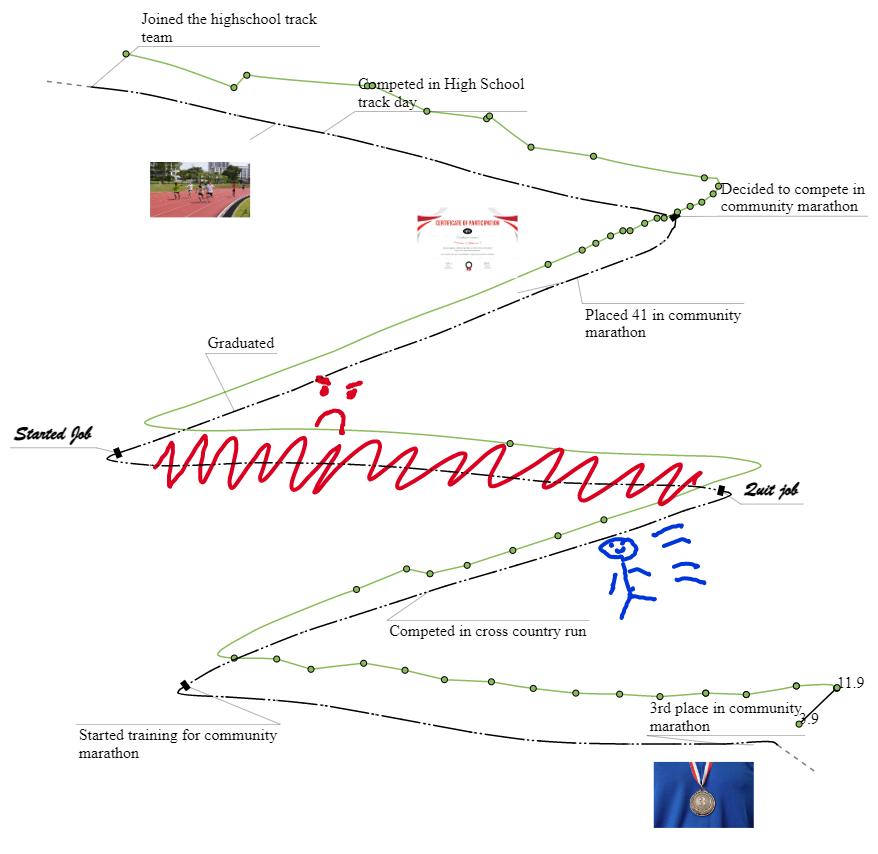 Joined the highschool track
team
Competed in High School
track day
Decided to compete in
community marathon
CERTIFICATE OF PARTICIPATION
Placed 41 in community
marathon
Graduated
Started Job
Quit job
Competed in cross country run
11.9
3.9
3rd place in community
marathon
Started training for community
marathon
3